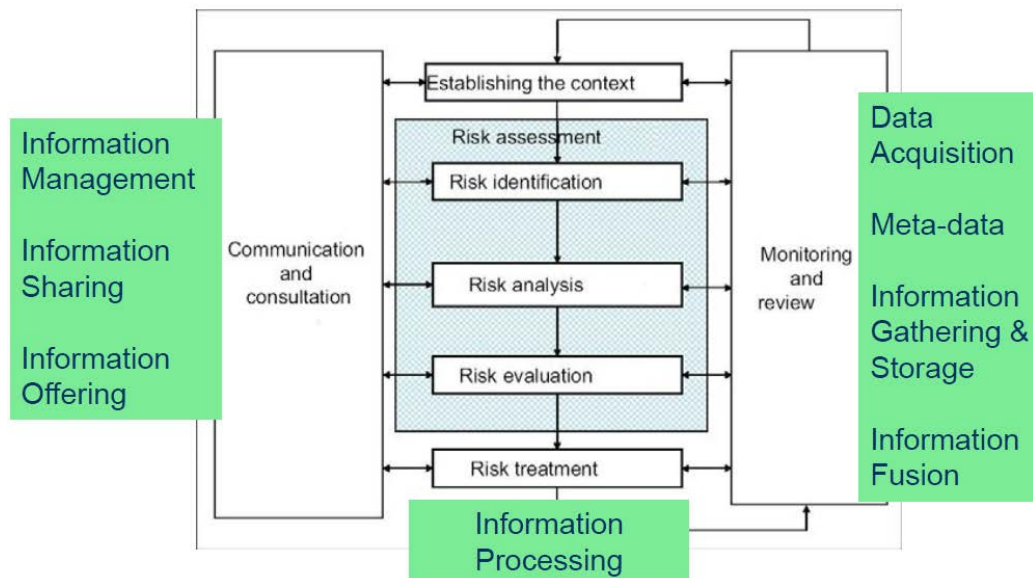 Establishing the context
Risk assessment
Risk identification
Risk analysis
Risk evaluation
Risk treatment
Communication
and
consultation
Monitoring
and
review
Information
Management
Information
Sharing
Information
Offering
Data
Acquisition
Meta-data
Information
Gathering &
Storage
Information
Fusion
Information
Processing